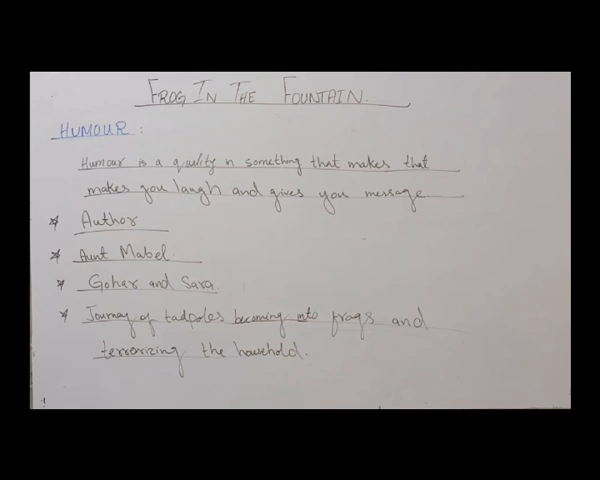 FROG IN THE FOUNTAIN.
HUMOUR:
Humour is a quality in something that makes that
makes you laugh and gives you message
* Author
* Aunt Mabel.
* Gohar and Sara.
* Journey of tadpoles becoming into frogs and
terrorizing the household.